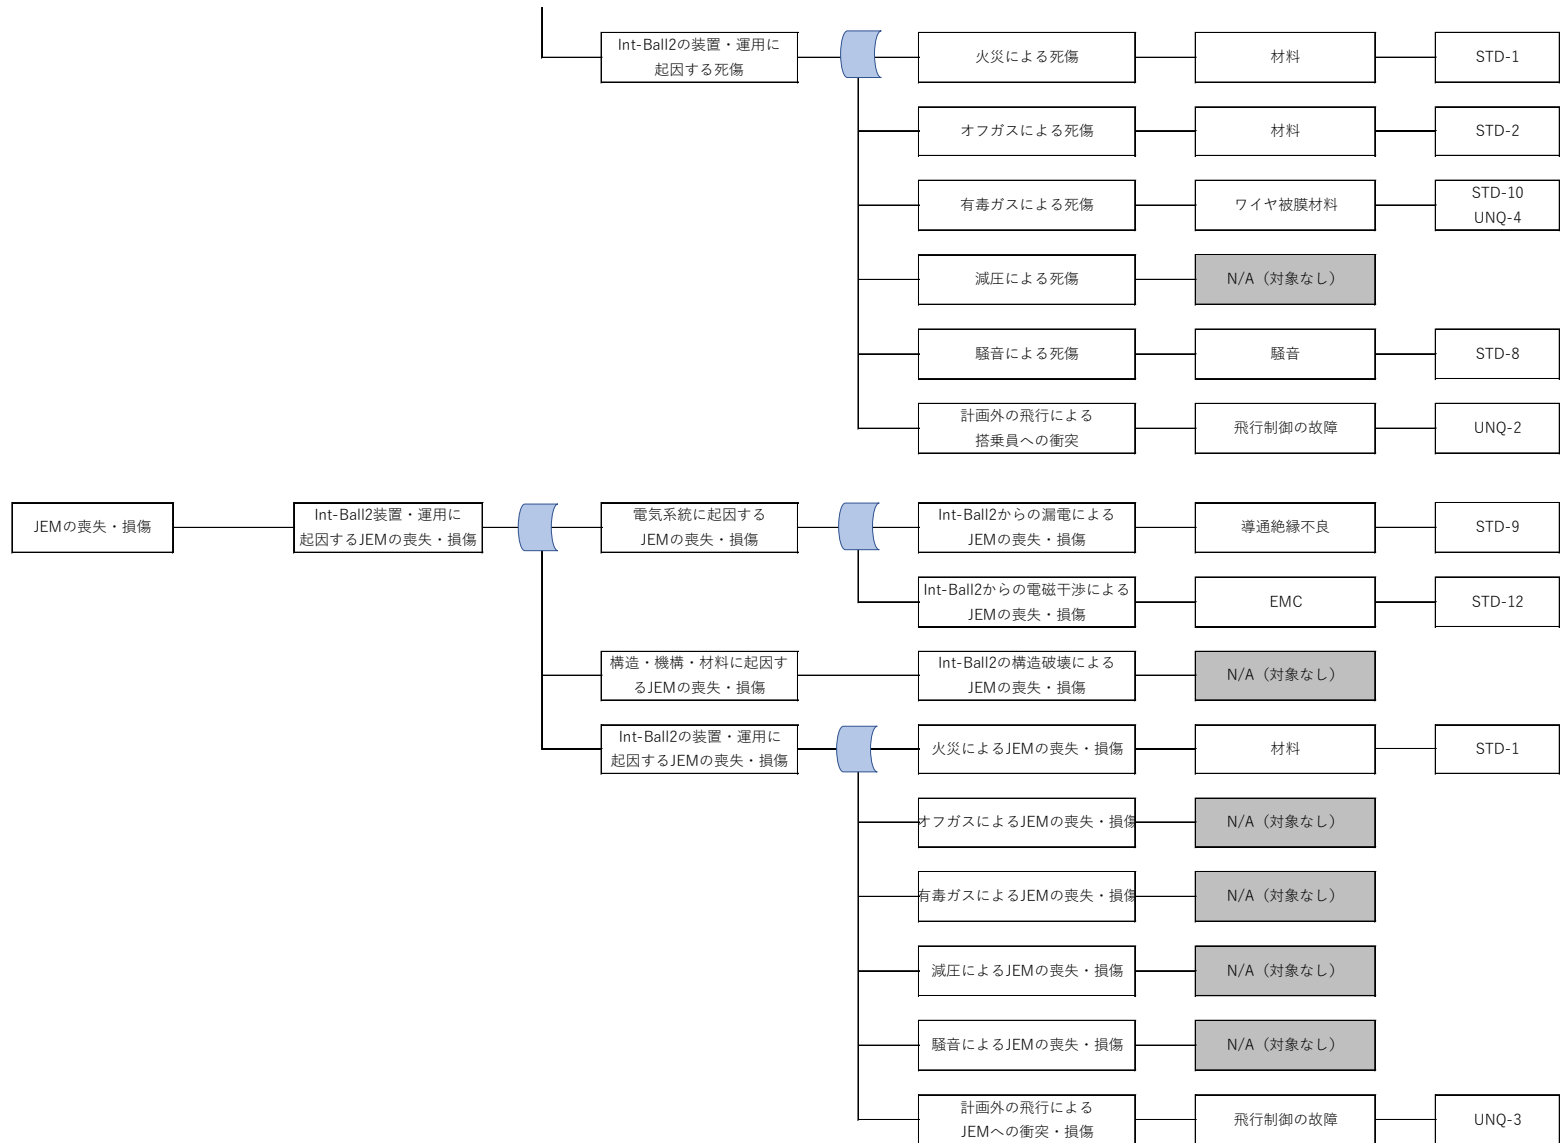 Int-Ball2の装置・運用に
起因する死傷
火災による死傷
材料
STD-1
オフガスによる死傷
材料
STD-2
有毒ガスによる死傷
ワイヤ被膜材料
STD-10
UNQ-4
減圧による死傷
N/A（対象なし）
騒音による死傷
騒音
STD-8
計画外の飛行による
搭乗員への衝突
飛行制御の故障
UNQ-2
JEMの喪失・損傷
Int-Ball2装置・運用に
起因するJEMの喪失・損傷
電気系統に起因する
JEMの喪失・損傷
Int-Ball2からの漏電による
JEMの喪失・損傷
導通絶縁不良
STD-9
Int-Ball2からの電磁干渉による
JEMの喪失・損傷
EMC
STD-12
構造・機構・材料に起因す
るJEMの喪失・損傷
Int-Ball2の構造破壊による
JEMの喪失・損傷
N/A（対象なし）
Int-Ball2の装置・運用に
起因するJEMの喪失・損傷
火災によるJEMの喪失・損傷
材料
STD-1
オフガスによるJEMの喪失・損傷
N/A（対象なし）
有毒ガスによるJEMの喪失・損傷
N/A（対象なし）
減圧によるJEMの喪失・損傷
N/A（対象なし）
騒音によるJEMの喪失・損傷
N/A（対象なし）
計画外の飛行による
JEMへの衝突・損傷
飛行制御の故障
UNQ-3